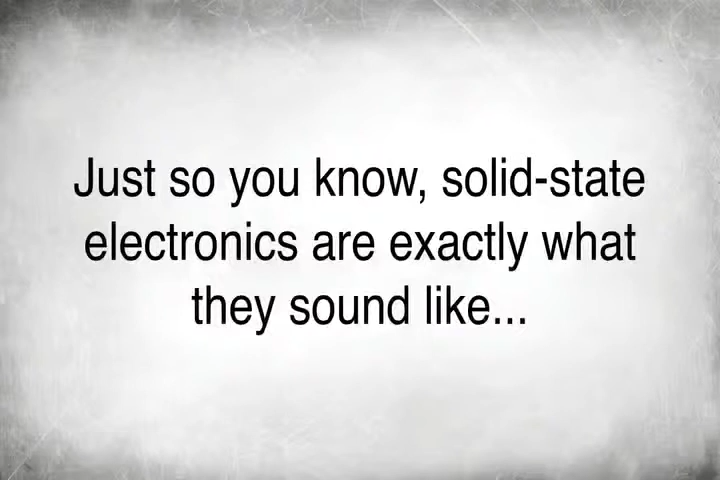 Just so you know, solid-state
electronics are exactly what
they sound like...